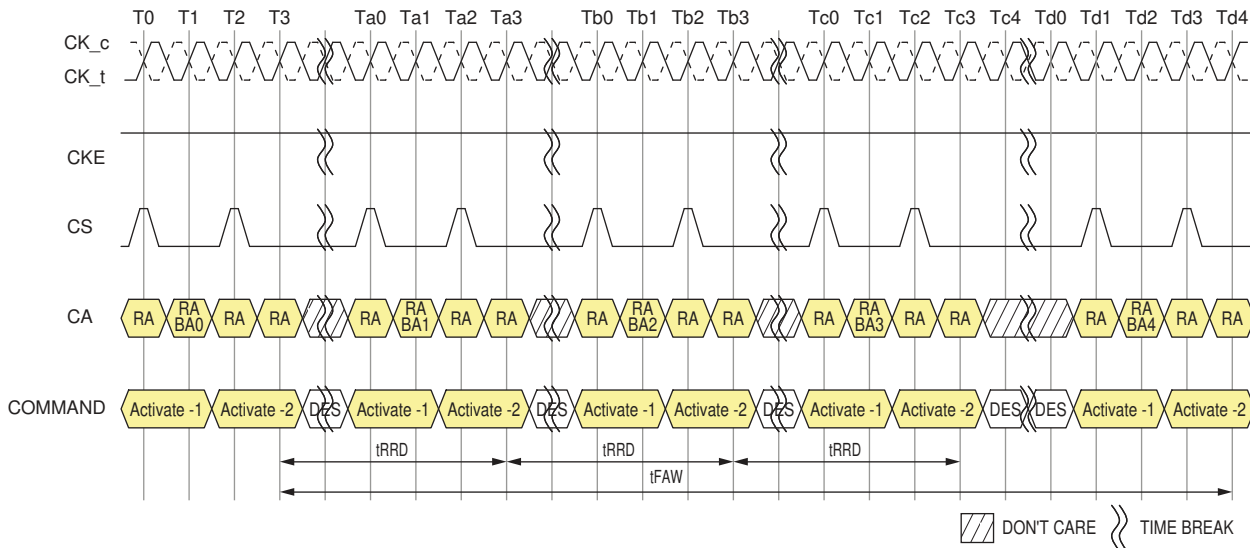 T0 T1 T2 T3 Ta0 Ta1 Ta2 Ta3 Tb0 Tb1 Tb2 Tb3 Tc0 Tc1 Tc2 Tc3 Tc4 Td0 Td1 Td2 Td3 Td4
CK_c
CK_t
CKE
CS
CA RA RA BA0 RA RA RA RA BA1 RA RA RA RA BA2 RA RA RA RA BA3 RA RA RA RA BA4 RA RA
COMMAND Activate -1 Activate -2 DES Activate -1 Activate -2 DES Activate -1 Activate -2 DES Activate -1 Activate -2 DES DES Activate -1 Activate -2
tRRD tRRD tRRD
tFAW
DON'T CARE TIME BREAK